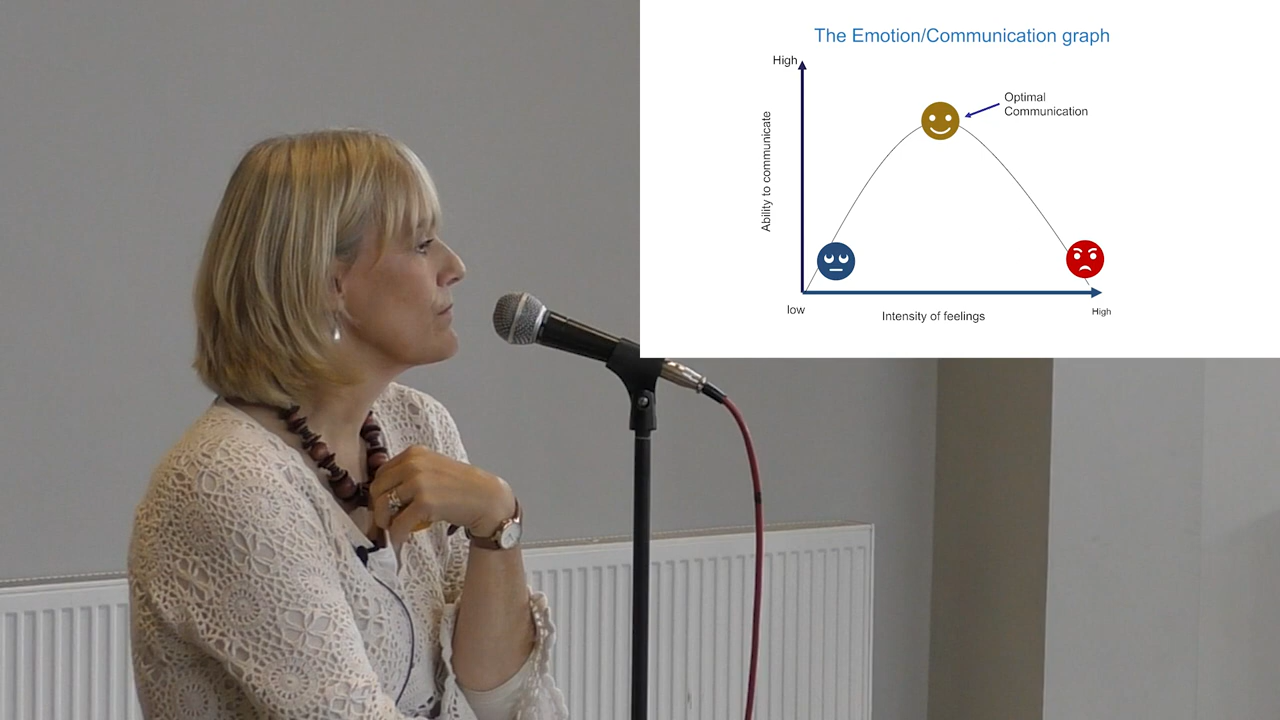 The Emotion/Communication graph
High
Optimal
Communication
Ability to communicate
low
Intensity of feelings
High